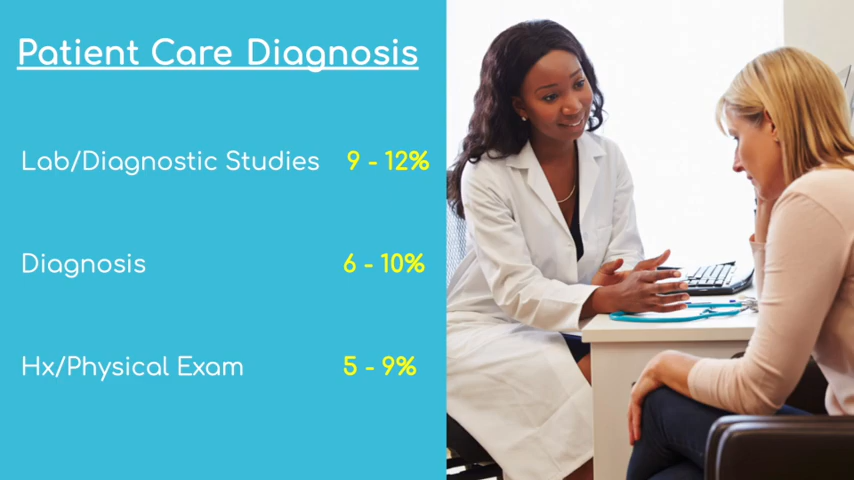 Patient Care Diagnosis
Lab/Diagnostic Studies 9 - 12%
Diagnosis 6 - 10%
Hx/Physical Exam 5 - 9%